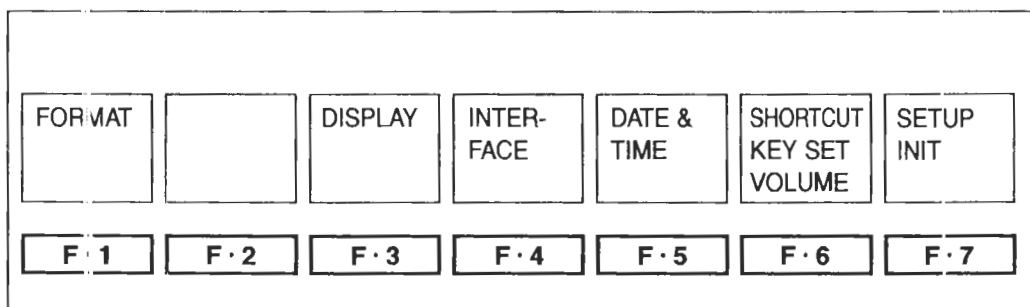 FORMAT
DISPLAY
INTER-
FACE
DATE &
TIME
SHORTCUT
KEY SET
VOLUME
SETUP
INIT
F·1
F·2
F·3
F·4
F·5
F·6
F·7